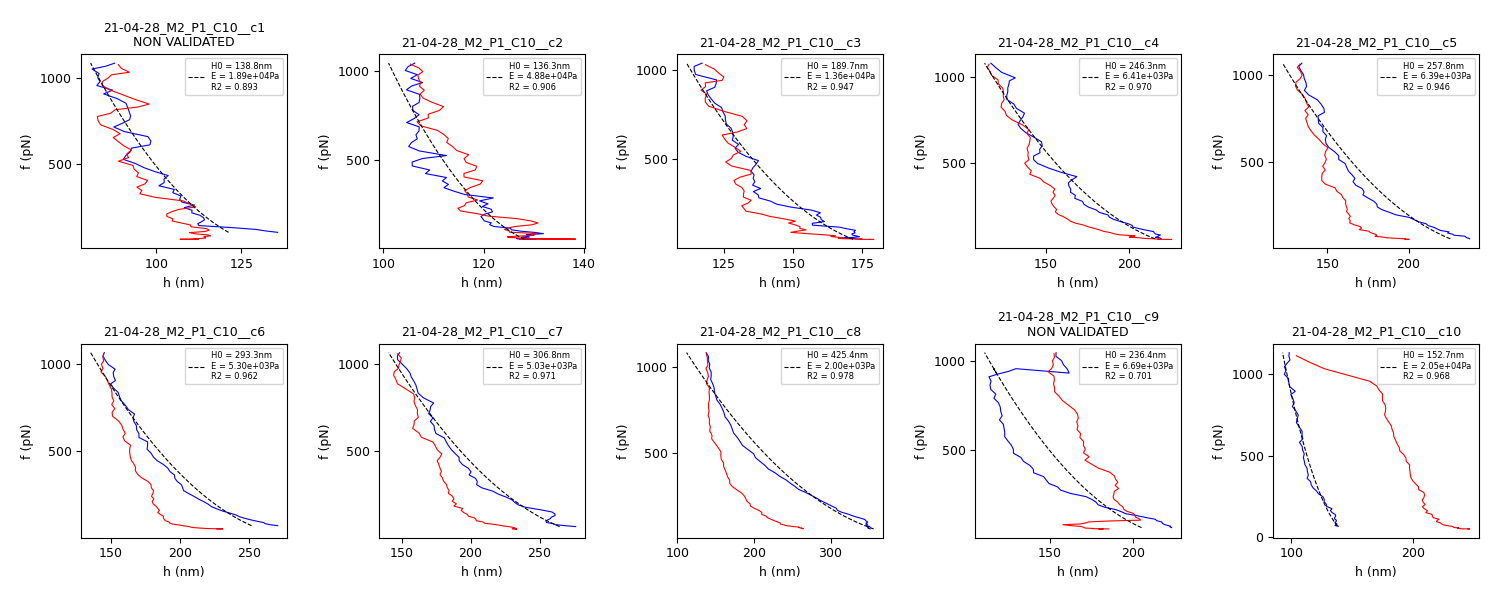 21-04-28_M2_P1_C10__c1
NON VALIDATED
H0 = 138.8nm
E = 1.89e+04Pa
R2 = 0.893
1000
500
f (pN)
100
125
h (nm)
21-04-28_M2_P1_C10__c2
H0 = 136.3nm
E = 4.88e+04Pa
R2 = 0.906
1000
500
f (pN)
100
120
140
h (nm)
21-04-28_M2_P1_C10__c3
H0 = 189.7nm
E = 1.36e+04Pa
R2 = 0.947
1000
500
f (pN)
125
150
175
h (nm)
21-04-28_M2_P1_C10__c4
H0 = 246.3nm
E = 6.41e+03Pa
R2 = 0.970
1000
500
f (pN)
150
200
h (nm)
21-04-28_M2_P1_C10__c5
H0 = 257.8nm
E = 6.39e+03Pa
R2 = 0.946
1000
500
f (pN)
150
200
h (nm)
21-04-28_M2_P1_C10__c6
H0 = 293.3nm
E = 5.30e+03Pa
R2 = 0.962
1000
500
f (pN)
150
200
250
h (nm)
21-04-28_M2_P1_C10__c7
H0 = 306.8nm
E = 5.03e+03Pa
R2 = 0.971
1000
500
f (pN)
150
200
250
h (nm)
21-04-28_M2_P1_C10__c8
H0 = 425.4nm
E = 2.00e+03Pa
R2 = 0.978
1000
500
f (pN)
100
200
300
h (nm)
21-04-28_M2_P1_C10__c9
NON VALIDATED
H0 = 236.4nm
E = 6.69e+03Pa
R2 = 0.701
1000
500
f (pN)
150
200
h (nm)
21-04-28_M2_P1_C10__c10
H0 = 152.7nm
E = 2.05e+04Pa
R2 = 0.968
1000
500
0
f (pN)
100
200
h (nm)